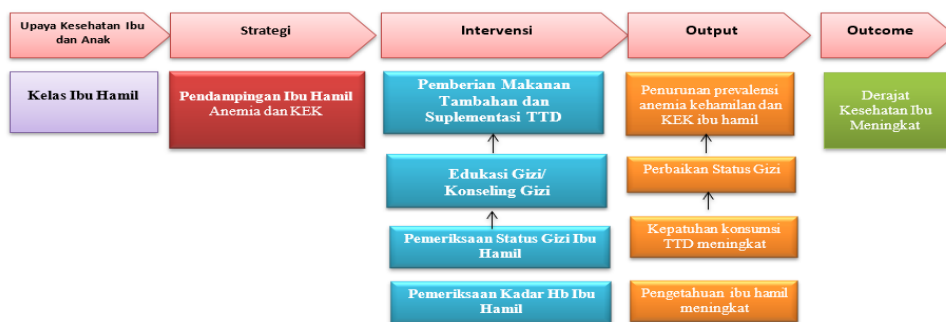 Upaya Kesehatan Ibu
dan Anak
Strategi
Intervensi
Output
Outcome
Kelas Ibu Hamil
Pendampingan Ibu Hamil
Anemia dan KEK
Pemberian Makanan
Tambahan dan
Suplementasi TTD
Edukasi Gizi/
Konseling Gizi
Pemeriksaan Status Gizi Ibu
Hamil
Pemeriksaan Kadar Hb Ibu
Hamil
Penurunan prevalensi
anemia kehamilan dan
KEK ibu hamil
Perbaikan Status Gizi
Kepatuhan konsumsi
TTD meningkat
Pengetahuan ibu hamil
meningkat
Derajat
Kesehatan Ibu
Meningkat